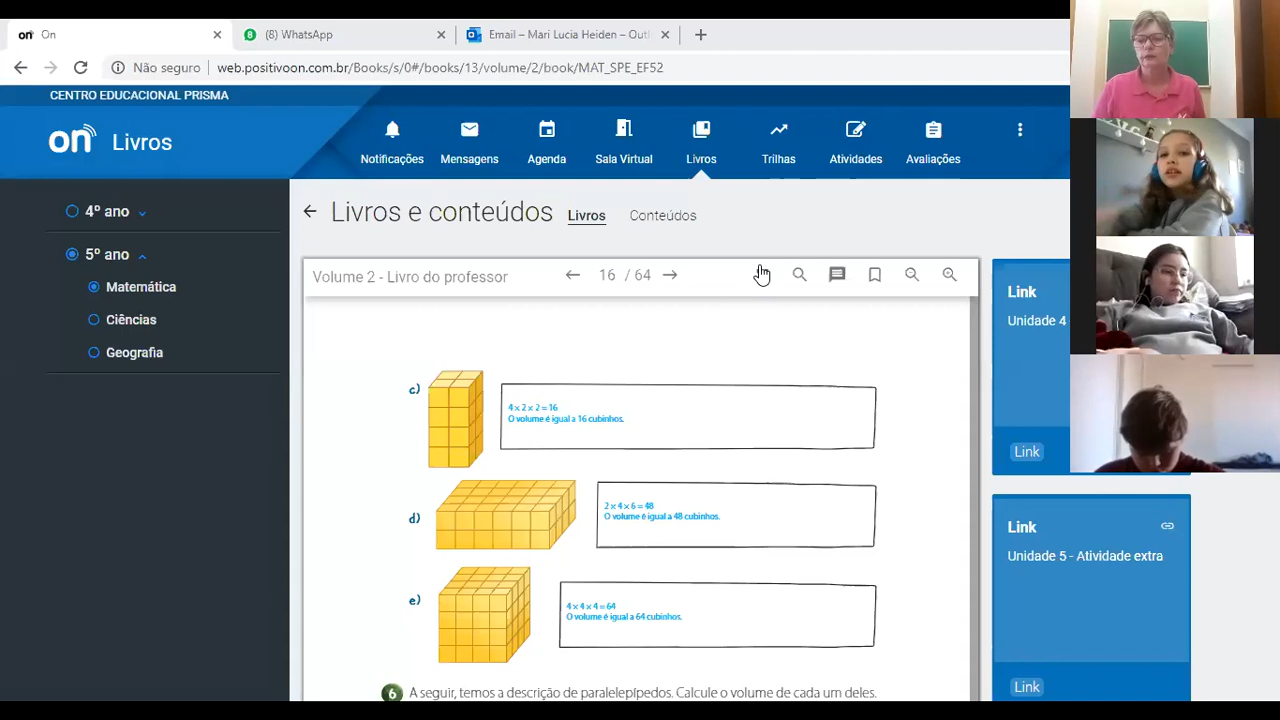 On
(8) WhatsApp
Email – Mari Lucia Heiden – Outl
Não seguro
web.positivoon.com.br/Books/s/0#/books/13/volume/2/book/MAT_SPE_EF52
CENTRO EDUCACIONAL PRISMA
on Livros
Notificações
Mensagens
Agenda
Sala Virtual
Livros
Trilhas
Atividades
Avaliações
4º ano
5º ano
Matemática
Ciências
Geografia
Livros e conteúdos
Livros
Conteúdos
Volume 2 - Livro do professor
16 / 64
c)
4 x 2 x 2 = 16
O volume é igual a 16 cubinhos.
d)
2 x 4 x 6 = 48
O volume é igual a 48 cubinhos.
e)
4 x 4 x 4 = 64
O volume é igual a 64 cubinhos.
6 A seguir, temos a descrição de paralelepípedos. Calcule o volume de cada um deles.
Link
Unidade 4
Link
Link
Unidade 5 - Atividade extra
Link